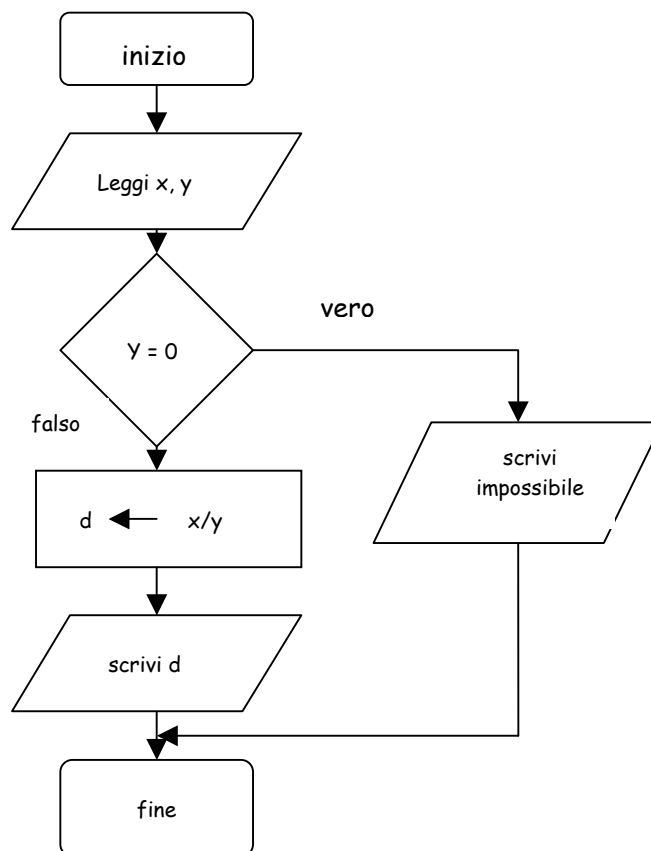 inizio
Leggi x, y
vero
Y = 0
falso
scrivi
impossibile
d x/y
scrivi d
fine